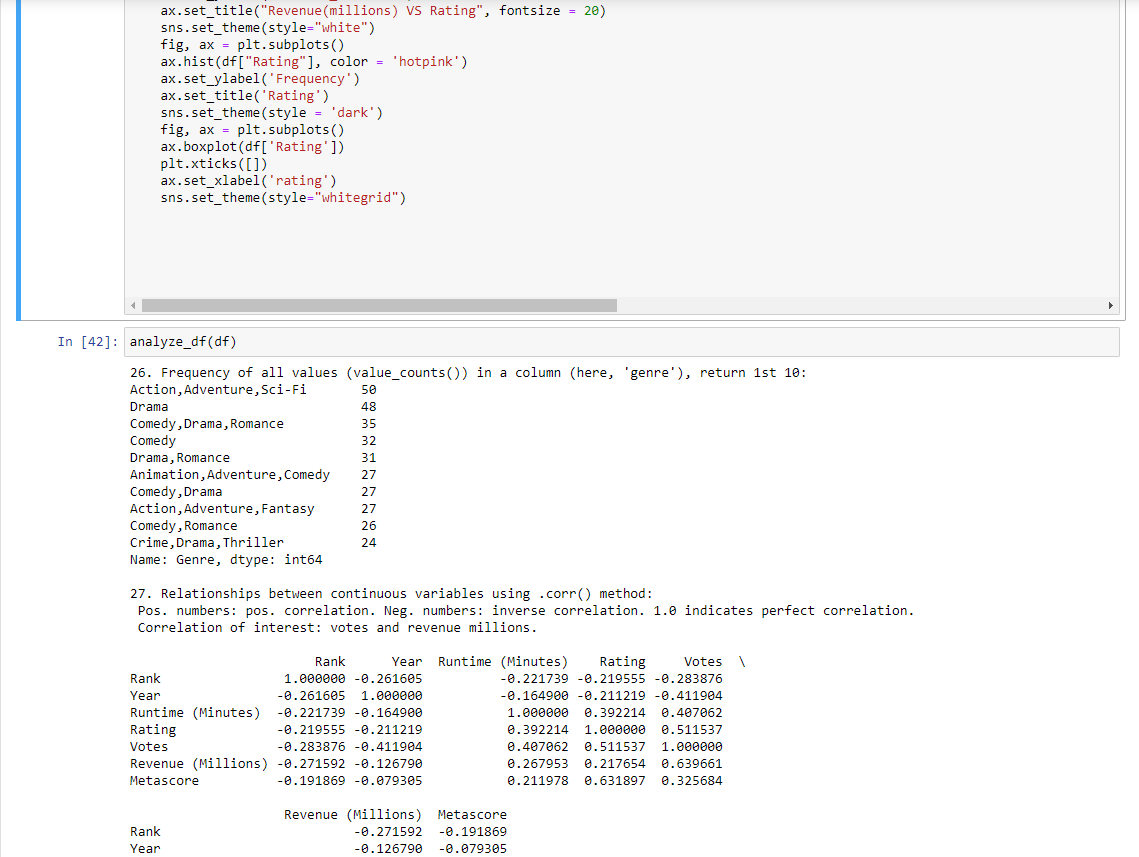 ax.set_title("Revenue(millions) VS Rating", fontsize = 20)
sns.set_theme(style="white")
fig, ax = plt.subplots()
ax.hist(df["Rating"], color = 'hotpink')
ax.set_ylabel('Frequency')
ax.set_title('Rating')
sns.set_theme(style = 'dark')
fig, ax = plt.subplots()
ax.boxplot(df['Rating'])
plt.xticks([])
ax.set_xlabel('rating')
sns.set_theme(style="whitegrid")
In [42]: analyze_df(df)
26. Frequency of all values (value_counts()) in a column (here, 'genre'), return 1st 10:
Action,Adventure,Sci-Fi       50
Drama                         48
Comedy,Drama,Romance          35
Comedy                        32
Drama,Romance                 31
Animation,Adventure,Comedy    27
Comedy,Drama                  27
Action,Adventure,Fantasy      27
Comedy,Romance                26
Crime,Drama,Thriller          24
Name: Genre, dtype: int64
27. Relationships between continuous variables using .corr() method:
 Pos. numbers: pos. correlation. Neg. numbers: inverse correlation. 1.0 indicates perfect correlation.
 Correlation of interest: votes and revenue millions.
                        Rank      Year  Runtime (Minutes)    Rating     Votes  \
Rank                1.000000 -0.261605          -0.221739 -0.219555 -0.283876
Year               -0.261605  1.000000          -0.164900 -0.211219 -0.411904
Runtime (Minutes)  -0.221739 -0.164900           1.000000  0.392214  0.407062
Rating             -0.219555 -0.211219           0.392214  1.000000  0.511537
Votes              -0.283876 -0.411904           0.407062  0.511537  1.000000
Revenue (Millions) -0.271592 -0.126790           0.267953  0.217654  0.639661
Metascore          -0.191869 -0.079305           0.211978  0.631897  0.325684
                    Revenue (Millions)  Metascore
Rank                         -0.271592  -0.191869
Year                         -0.126790  -0.079305